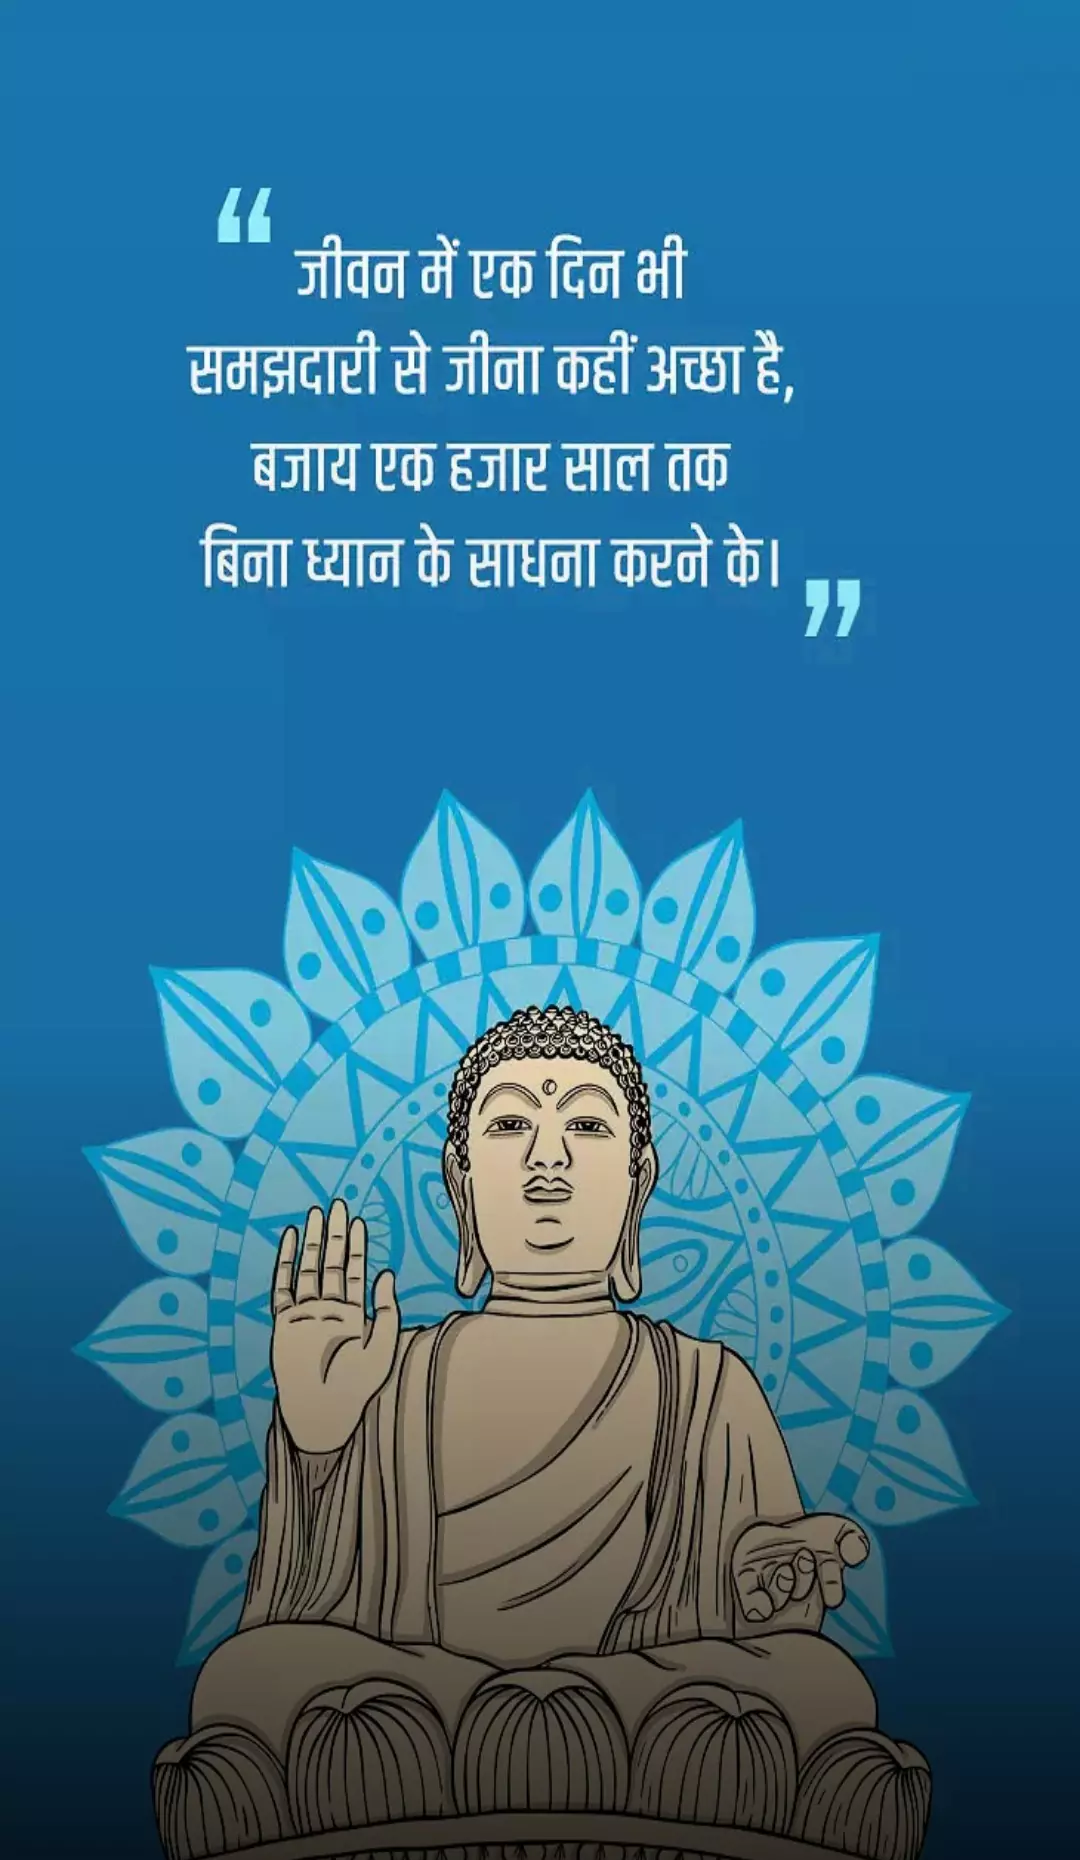 “ जीवन में एक दिन भी
समझदारी से जीना कहीं अच्छा है,
बजाय एक हजार साल तक
बिना ध्यान के साधना करने के। ”